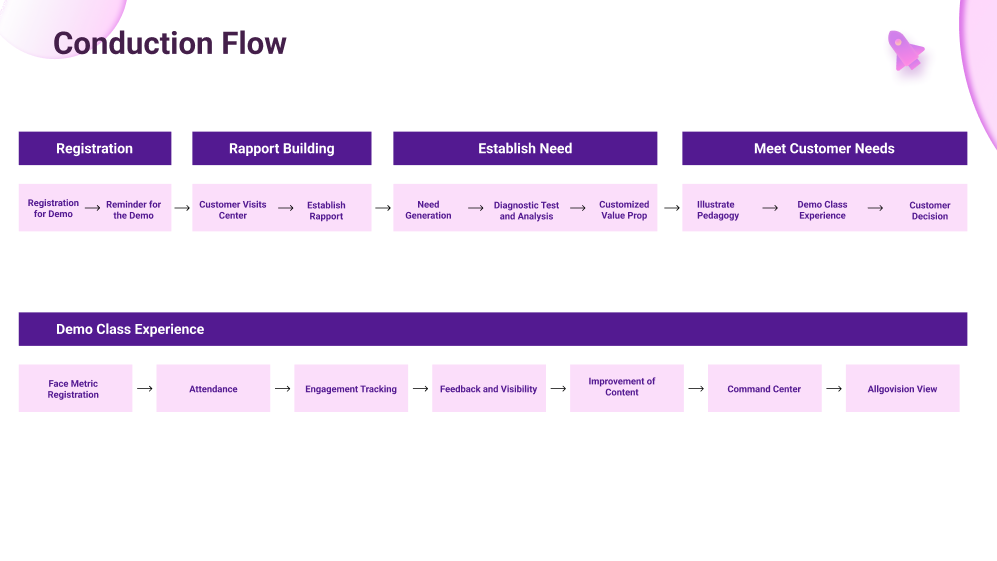 Conduction Flow
Registration
Rapport Building
Establish Need
Meet Customer Needs
Registration
for Demo
Reminder for
the Demo
Customer Visits
Center
Establish
Rapport
Need
Generation
Diagnostic Test
and Analysis
Customized
Value Prop
Illustrate
Pedagogy
Demo Class
Experience
Customer
Decision
Demo Class Experience
Face Metric
Registration
Attendance
Engagement Tracking
Feedback and Visibility
Improvement of
Content
Command Center
Allgovision View